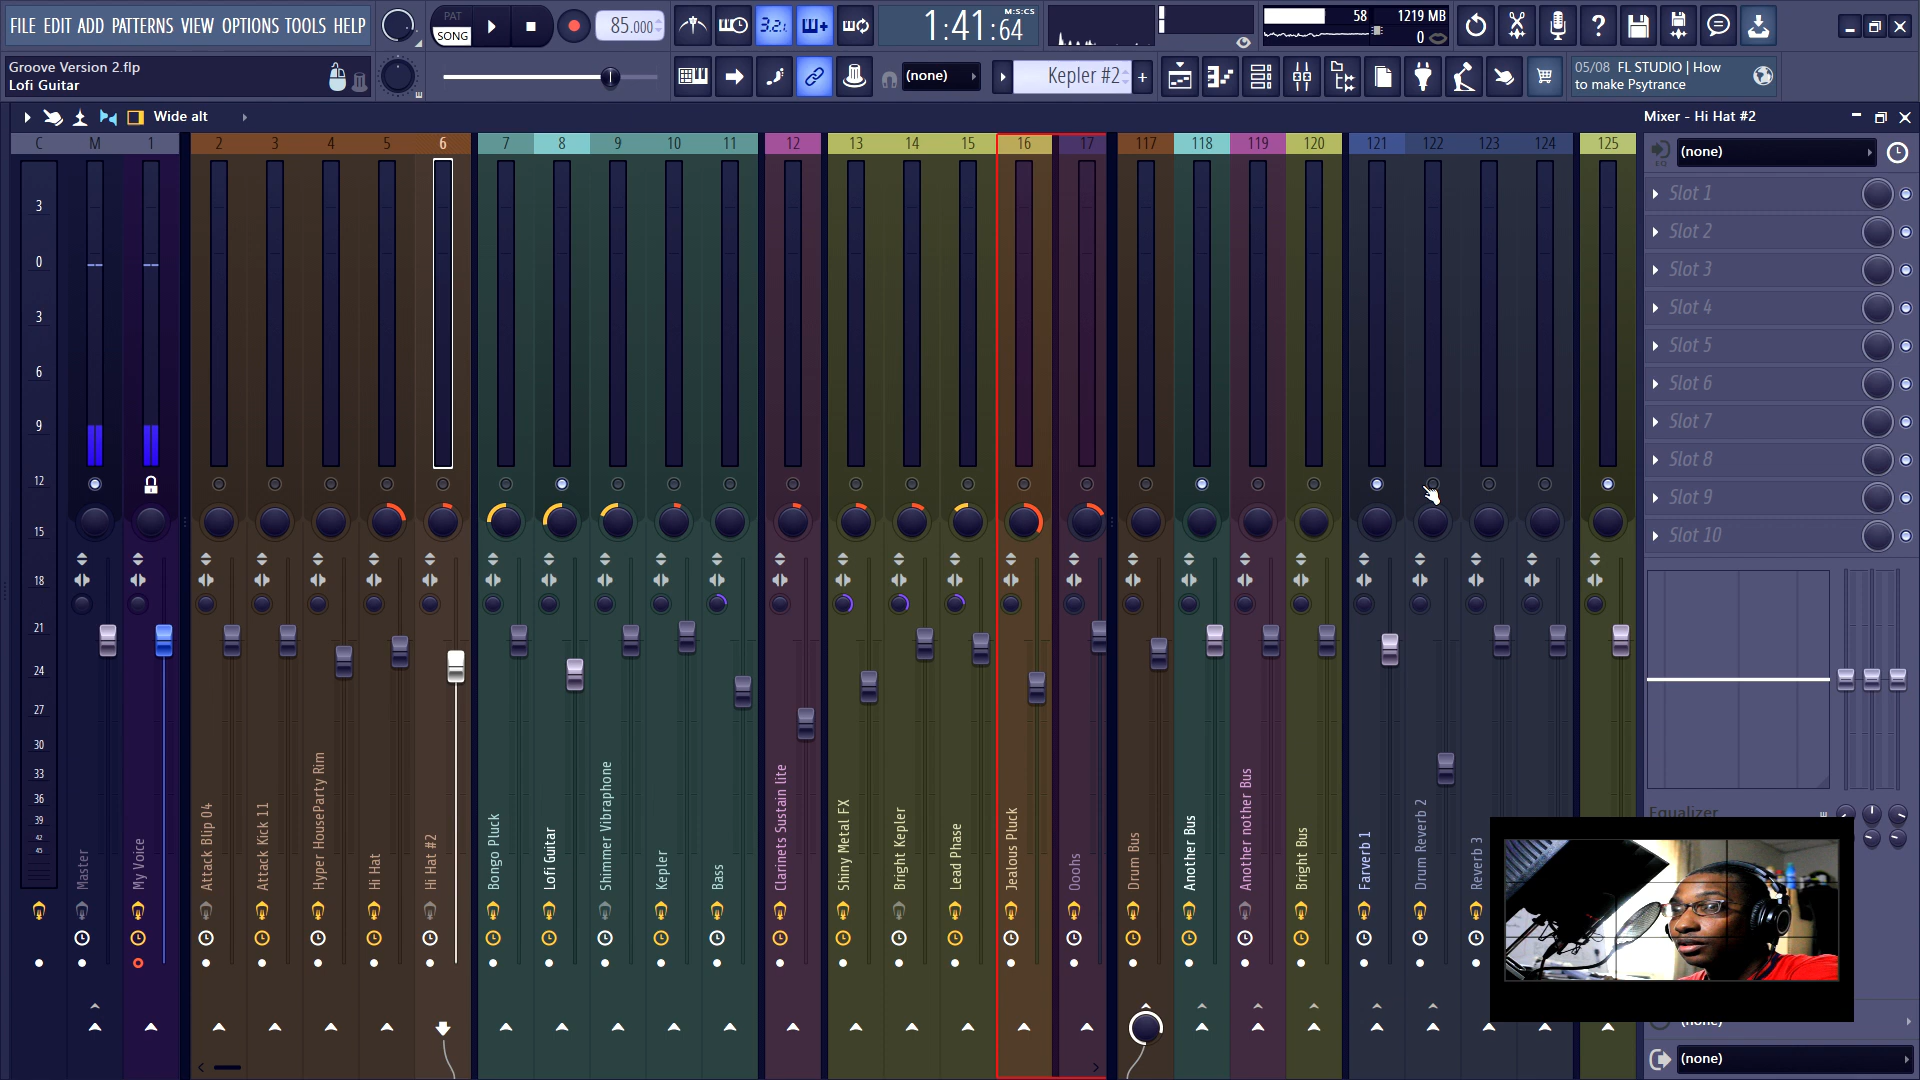 FILE EDIT ADD PATTERNS VIEW OPTIONS TOOLS HELP
PAT
SONG
85.000
3.2.
1:41:64
M:S:CS
58
1219 MB
0
Groove Version 2.flp
Lofi Guitar
(none)
Kepler #2
05/08 FL STUDIO | How
to make Psytrance
Wide alt
Mixer - Hi Hat #2
C M 1 2 3 4 5 6 7 8 9 10 11 12 13 14 15 16 17 117 118 119 120 121 122 123 124 125
3
0
3
6
9
12
15
18
21
24
27
30
33
36
39
42
45
Master
My Voice
Attack Blip 04
Attack Kick 11
Hyper HouseParty Rim
Hi Hat
Hi Hat #2
Bongo Pluck
Lofi Guitar
Shimmer Vibraphone
Kepler
Bass
Clarinets Sustain lite
Shiny Metal FX
Bright Kepler
Lead Phase
Jealous Pluck
Ooohs
Drum Bus
Another Bus
Another nother Bus
Bright Bus
Farverb 1
Drum Reverb 2
Reverb 3
EQ
(none)
Slot 1
Slot 2
Slot 3
Slot 4
Slot 5
Slot 6
Slot 7
Slot 8
Slot 9
Slot 10
Equalizer
(none)
(none)